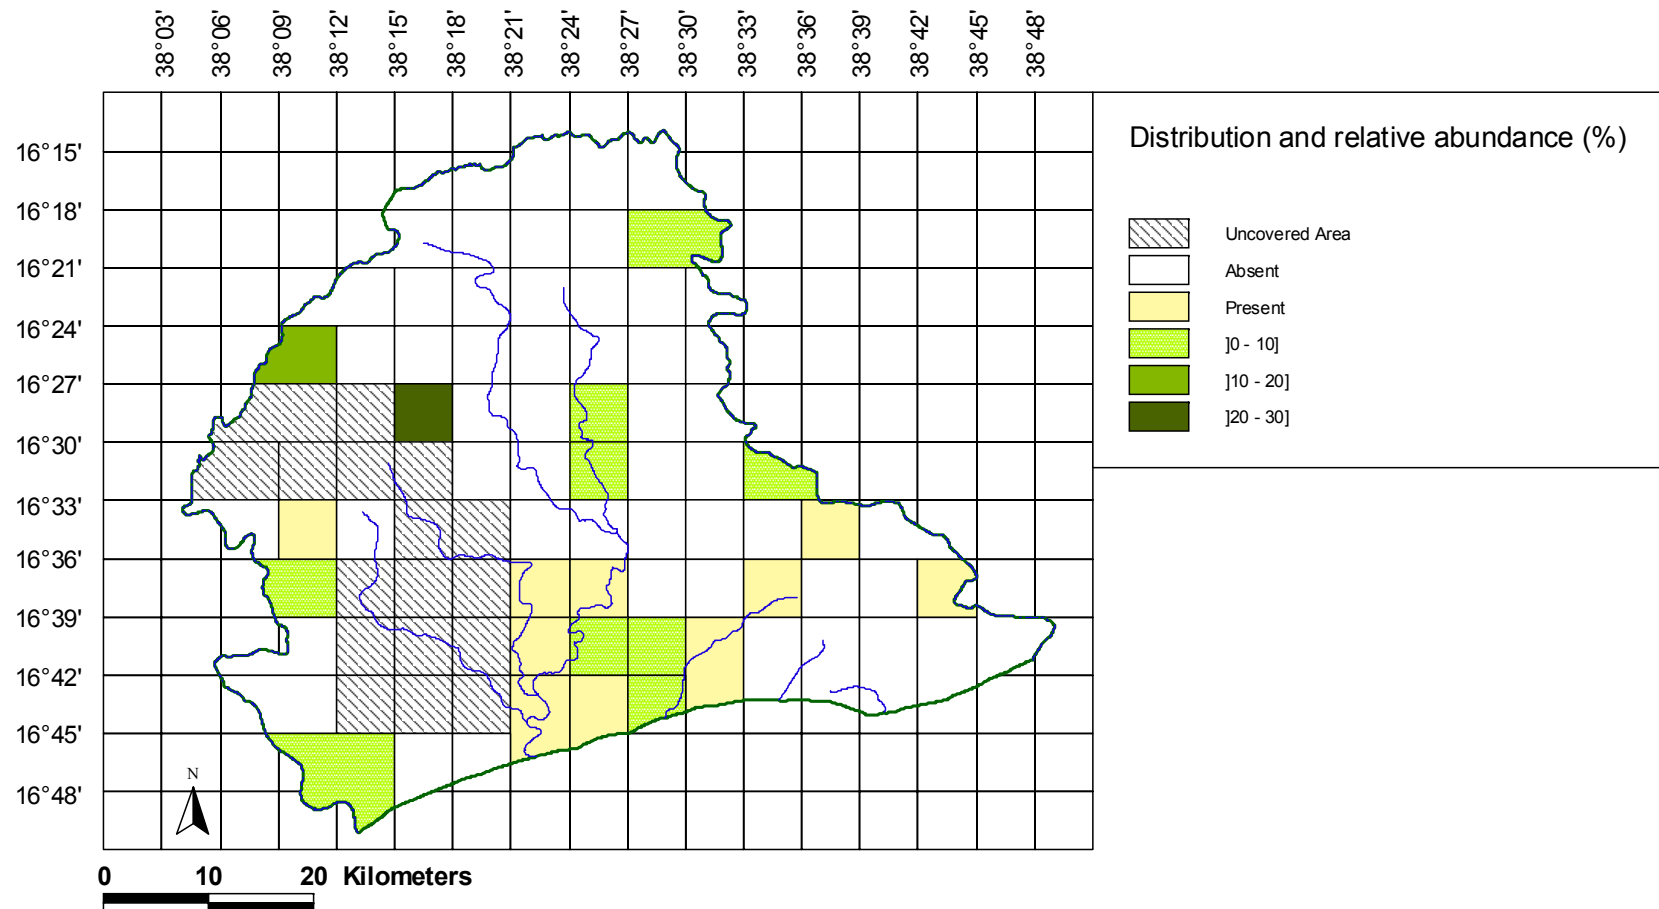 38°03' 38°06' 38°09' 38°12' 38°15' 38°18' 38°21' 38°24' 38°27' 38°30' 38°33' 38°36' 38°39' 38°42' 38°45' 38°48'
16°15'
16°18'
16°21'
16°24'
16°27'
16°30'
16°33'
16°36'
16°39'
16°42'
16°45'
16°48'
N
0 10 20 Kilometers
Distribution and relative abundance (%)
Uncovered Area
Absent
Present
]0 - 10]
]10 - 20]
]20 - 30]